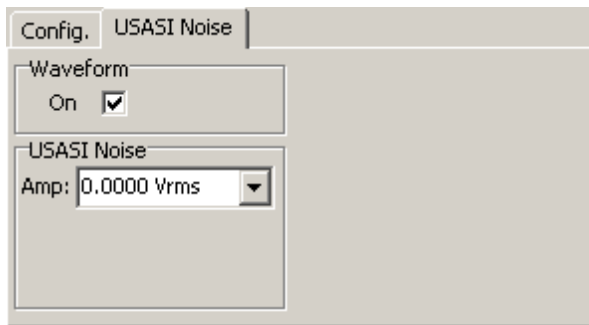 Config. USASI Noise
Waveform
On
USASI Noise
Amp: 0.0000 Vrms